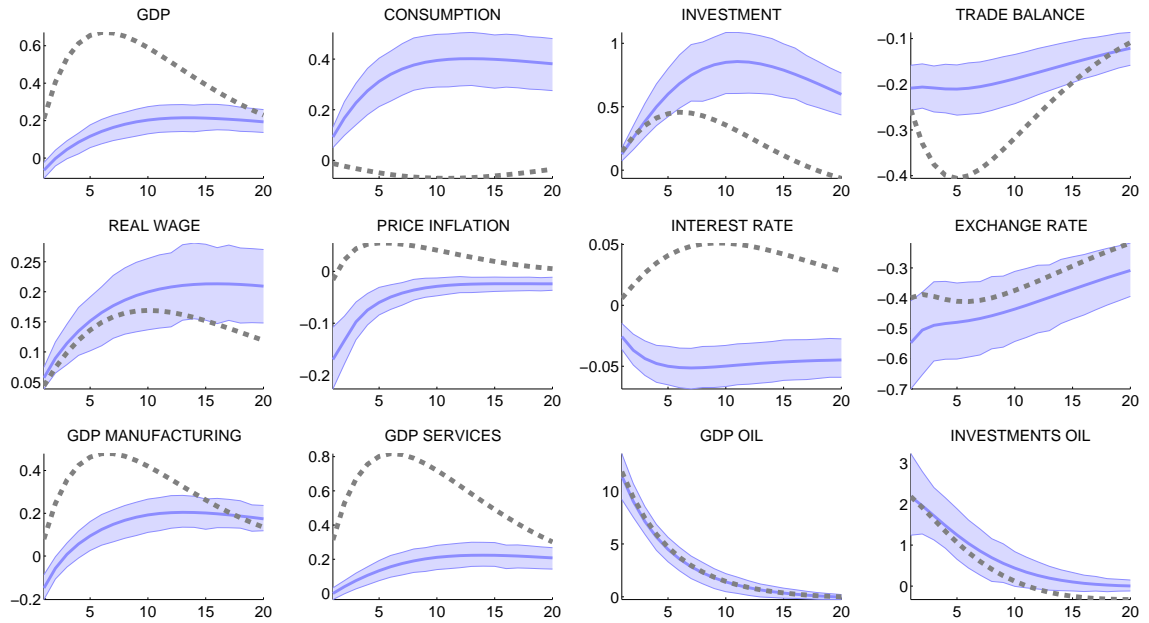 GDP CONSUMPTION INVESTMENT TRADE BALANCE
0.6 0.4 0.2 0
0.4 0.2 0
1 0.5 0
−0.1 −0.2 −0.3 −0.4
5 10 15 20 5 10 15 20 5 10 15 20 5 10 15 20
REAL WAGE PRICE INFLATION INTEREST RATE EXCHANGE RATE
0.25 0.2 0.15 0.1 0.05
0 −0.1 −0.2
0.05 0 −0.05
−0.3 −0.4 −0.5 −0.6 −0.7
5 10 15 20 5 10 15 20 5 10 15 20 5 10 15 20
GDP MANUFACTURING GDP SERVICES GDP OIL INVESTMENTS OIL
0.4 0.2 0 −0.2
0.8 0.6 0.4 0.2 0
10 5 0
3 2 1 0
5 10 15 20 5 10 15 20 5 10 15 20 5 10 15 20